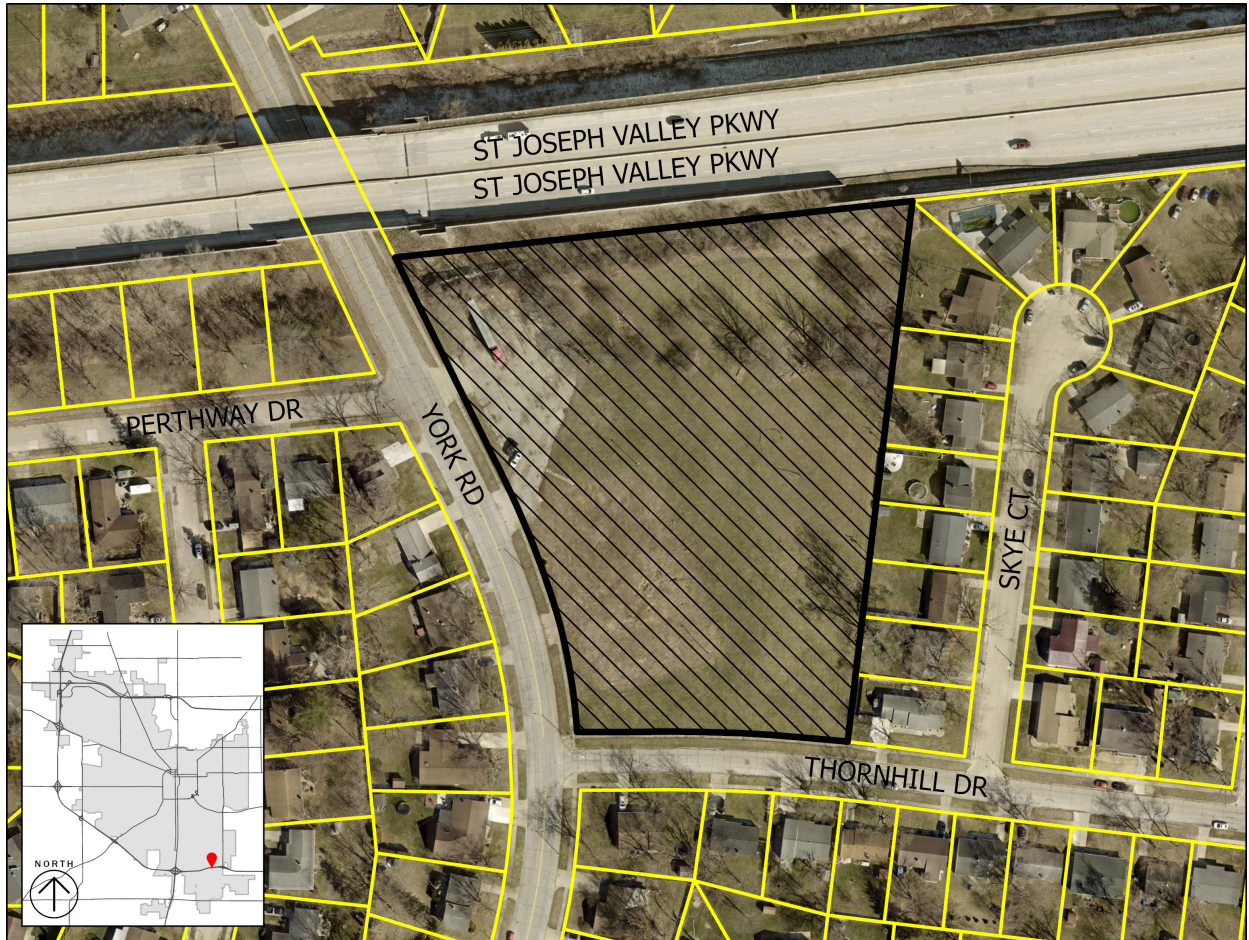 ST JOSEPH VALLEY PKWY
ST JOSEPH VALLEY PKWY
PERTHWAY DR
YORK RD
SKYE CT
THORNHILL DR
NORTH